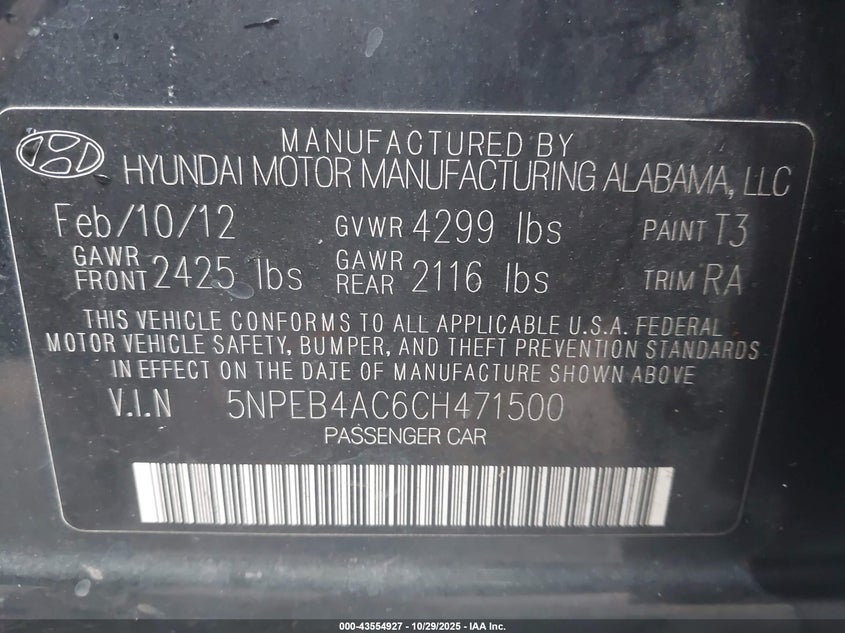 MANUFACTURED BY
HYUNDAI MOTOR MANUFACTURING ALABAMA, LLC
Feb/10/12 GVWR 4299 lbs PAINT T3
GAWR FRONT 2425 lbs GAWR REAR 2116 lbs TRIM RA
THIS VEHICLE CONFORMS TO ALL APPLICABLE U.S.A. FEDERAL
MOTOR VEHICLE SAFETY, BUMPER, AND THEFT PREVENTION STANDARDS
IN EFFECT ON THE DATE OF MANUFACTURE SHOWN ABOVE
V.I.N 5NPEB4AC6CH471500
PASSENGER CAR
000-43554927 - 10/29/2025 - IAA Inc.